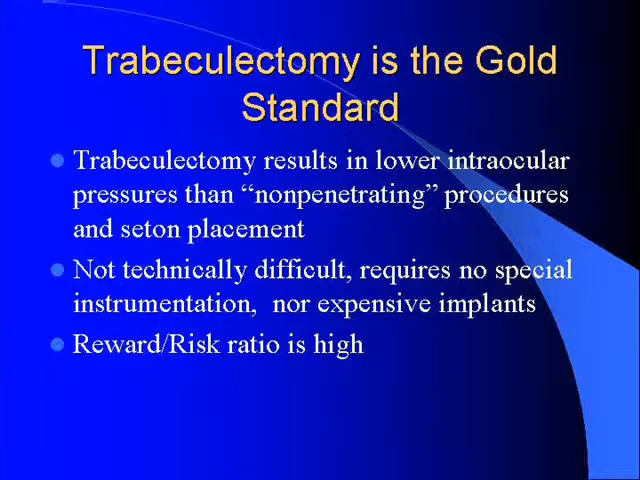 Trabeculectomy is the Gold
Standard
Trabeculectomy results in lower intraocular
pressures than “nonpenetrating” procedures
and seton placement
Not technically difficult, requires no special
instrumentation,  nor expensive implants
Reward/Risk ratio is high